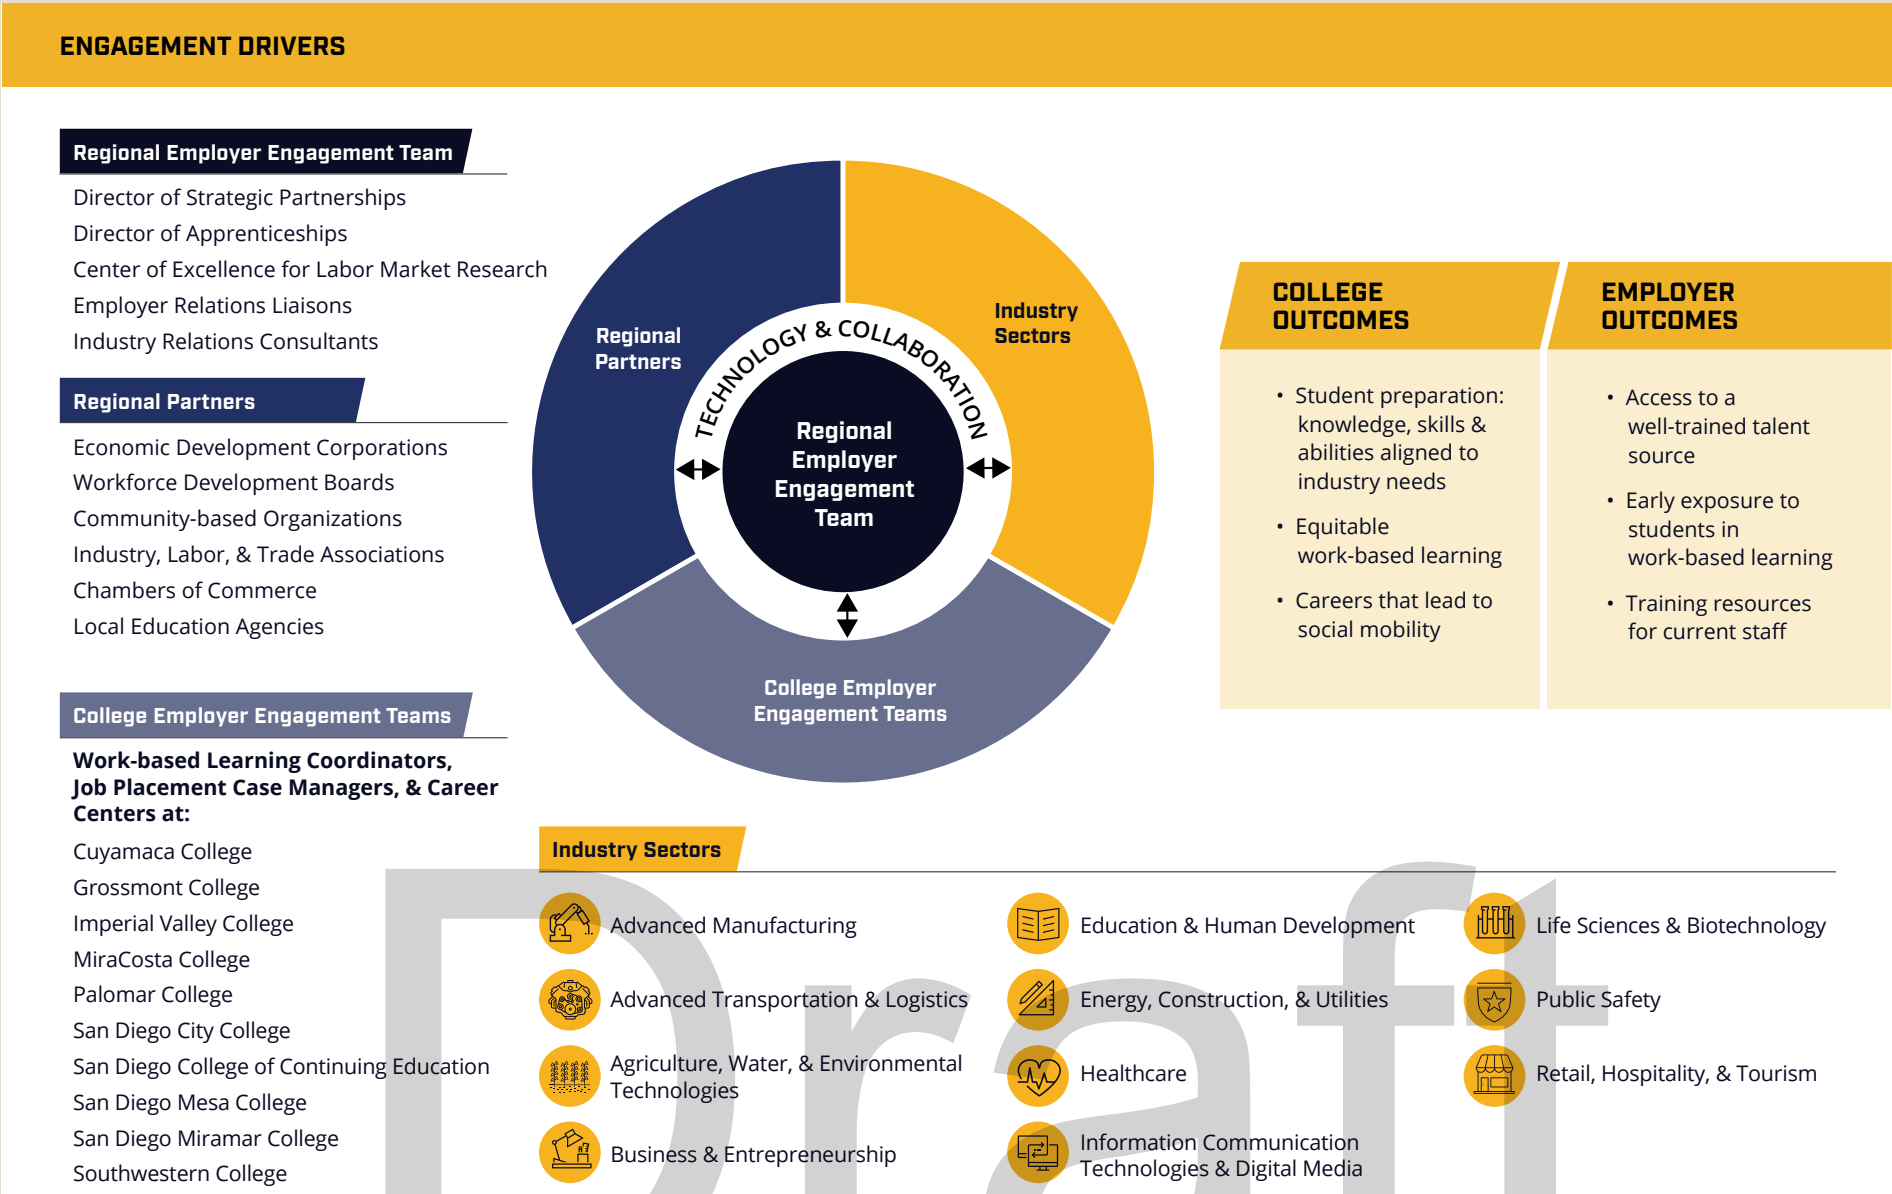 ENGAGEMENT DRIVERS
Regional Employer Engagement Team
Director of Strategic Partnerships
Director of Apprenticeships
Center of Excellence for Labor Market Research
Employer Relations Liaisons
Industry Relations Consultants
Regional Partners
Economic Development Corporations
Workforce Development Boards
Community-based Organizations
Industry, Labor, & Trade Associations
Chambers of Commerce
Local Education Agencies
College Employer Engagement Teams
Work-based Learning Coordinators,
Job Placement Case Managers, & Career
Centers at:
Cuyamaca College
Grossmont College
Imperial Valley College
MiraCosta College
Palomar College
San Diego City College
San Diego College of Continuing Education
San Diego Mesa College
San Diego Miramar College
Southwestern College
Regional
Partners
Industry
Sectors
TECHNOLOGY & COLLABORATION
Regional
Employer
Engagement
Team
College Employer
Engagement Teams
COLLEGE
OUTCOMES
• Student preparation:
knowledge, skills &
abilities aligned to
industry needs
• Equitable
work-based learning
• Careers that lead to
social mobility
EMPLOYER
OUTCOMES
• Access to a
well-trained talent
source
• Early exposure to
students in
work-based learning
• Training resources
for current staff
Industry Sectors
Advanced Manufacturing
Advanced Transportation & Logistics
Agriculture, Water, & Environmental
Technologies
Business & Entrepreneurship
Education & Human Development
Energy, Construction, & Utilities
Healthcare
Information Communication
Technologies & Digital Media
Life Sciences & Biotechnology
Public Safety
Retail, Hospitality, & Tourism
Draft